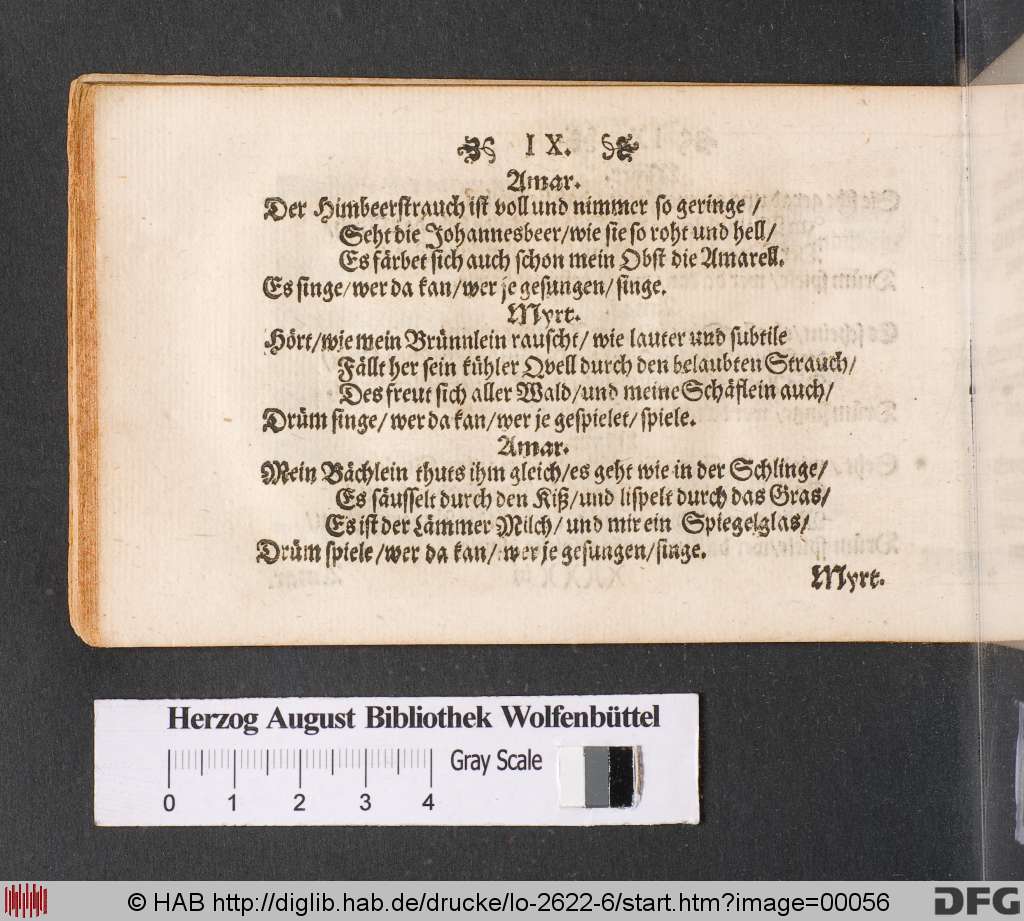 IX.
Amar.
Der Himbeerstrauch ist voll und nimmer so geringe /
Seht die Johannesbeer/wie sie so roht und hell/
Es färbet sich auch schon mein Obst die Amarell.
Es singe/wer da kan/wer je gesungen/singe.
Myrt.
Hört/wie mein Brünnlein rauscht/ wie lauter und subtile
Fällt her sein kühler Qvell durch den belaubten Strauch/
Des freut sich aller Wald/und meine Schäflein auch/
Drüm singe/ wer da kan/wer je gespielet/spiele.
Amar.
Mein Bächlein thuts ihm gleich/es geht wie in der Schlinge/
Es säusselt durch den Kiß/und lispelt durch das Gras/
Es ist der Lämmer Milch/ und mir ein Spiegelglas/
Drüm spiele/wer da kan/wer je gesungen/singe.
Myrt.
Herzog August Bibliothek Wolfenbüttel
Gray Scale
0 1 2 3 4
© HAB http://diglib.hab.de/drucke/lo-2622-6/start.htm?image=00056
DFG